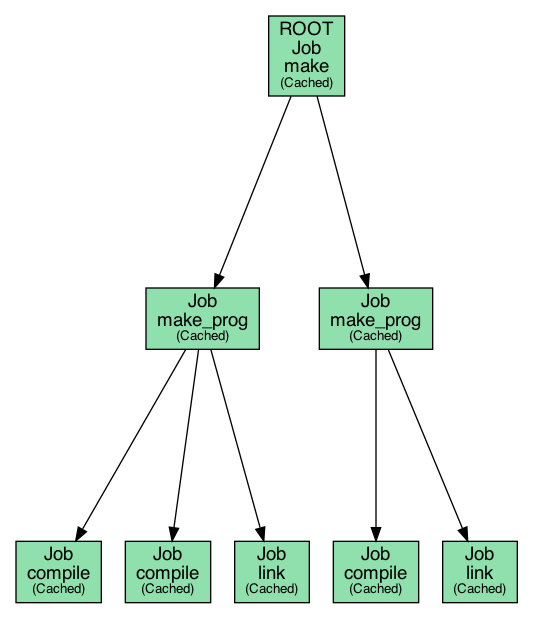 ROOT
Job
make
(Cached)
Job
make_prog
(Cached)
Job
make_prog
(Cached)
Job
compile
(Cached)
Job
compile
(Cached)
Job
link
(Cached)
Job
compile
(Cached)
Job
link
(Cached)